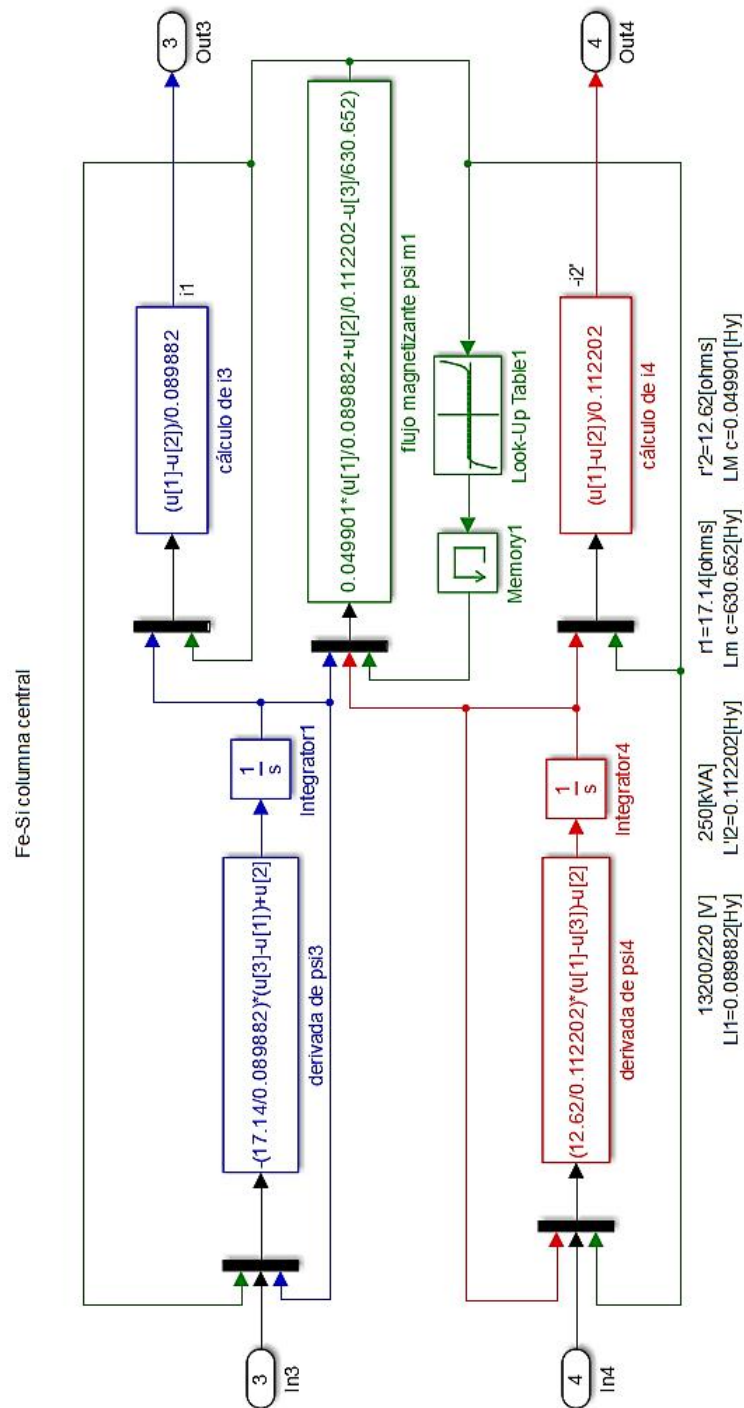 Fe-Si columna central
3
In3
-(17.14/0.089882)*(u[3]-u[1])+u[2]
derivada de psi3
1
s
Integrator1
(u[1]-u[2])/0.089882
cálculo de i3
i1
3
Out3
0.049901*(u[1]/0.089882+u[2]/0.112202-u[3]/630.652)
flujo magnetizante psi m1
Memory1
Look-Up Table1
4
In4
(12.62/0.112202)*(u[1]-u[3])-u[2]
derivada de psi4
1
s
Integrator4
(u[1]-u[2])/0.112202
cálculo de i4
-i2'
4
Out4
13200/220 [V] 250[kVA] r1=17.14[ohms] r'2=12.62[ohms]
Ll1=0.089882[Hy] L'l2=0.112202[Hy] Lm c=630.652[Hy] LM c=0.049901[Hy]